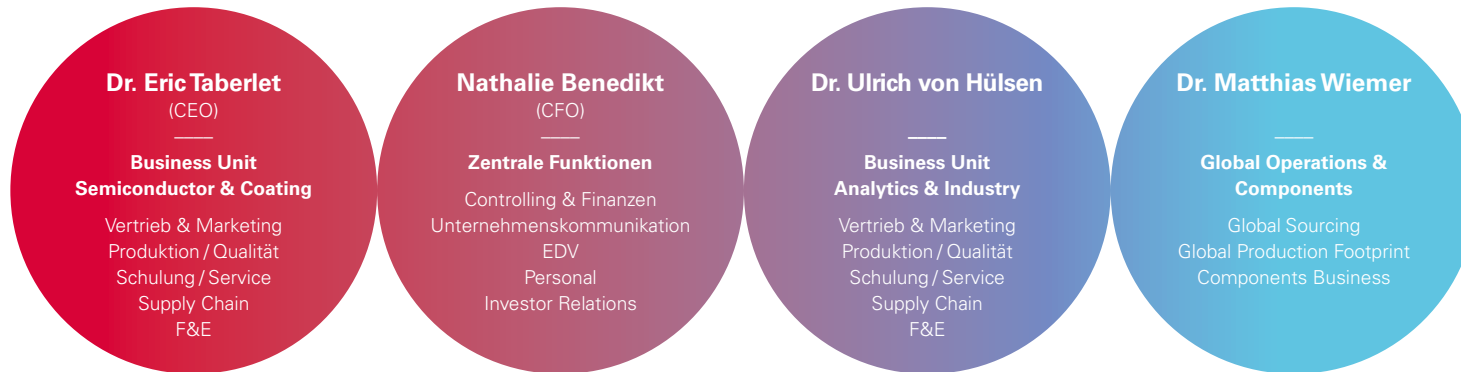 Dr. Eric Taberlet
(CEO)
Business Unit
Semiconductor & Coating
Vertrieb & Marketing
Produktion / Qualität
Schulung / Service
Supply Chain
F&E
Nathalie Benedikt
(CFO)
Zentrale Funktionen
Controlling & Finanzen
Unternehmenskommunikation
EDV
Personal
Investor Relations
Dr. Ulrich von Hülsen
Business Unit
Analytics & Industry
Vertrieb & Marketing
Produktion / Qualität
Schulung / Service
Supply Chain
F&E
Dr. Matthias Wiemer
Global Operations &
Components
Global Sourcing
Global Production Footprint
Components Business